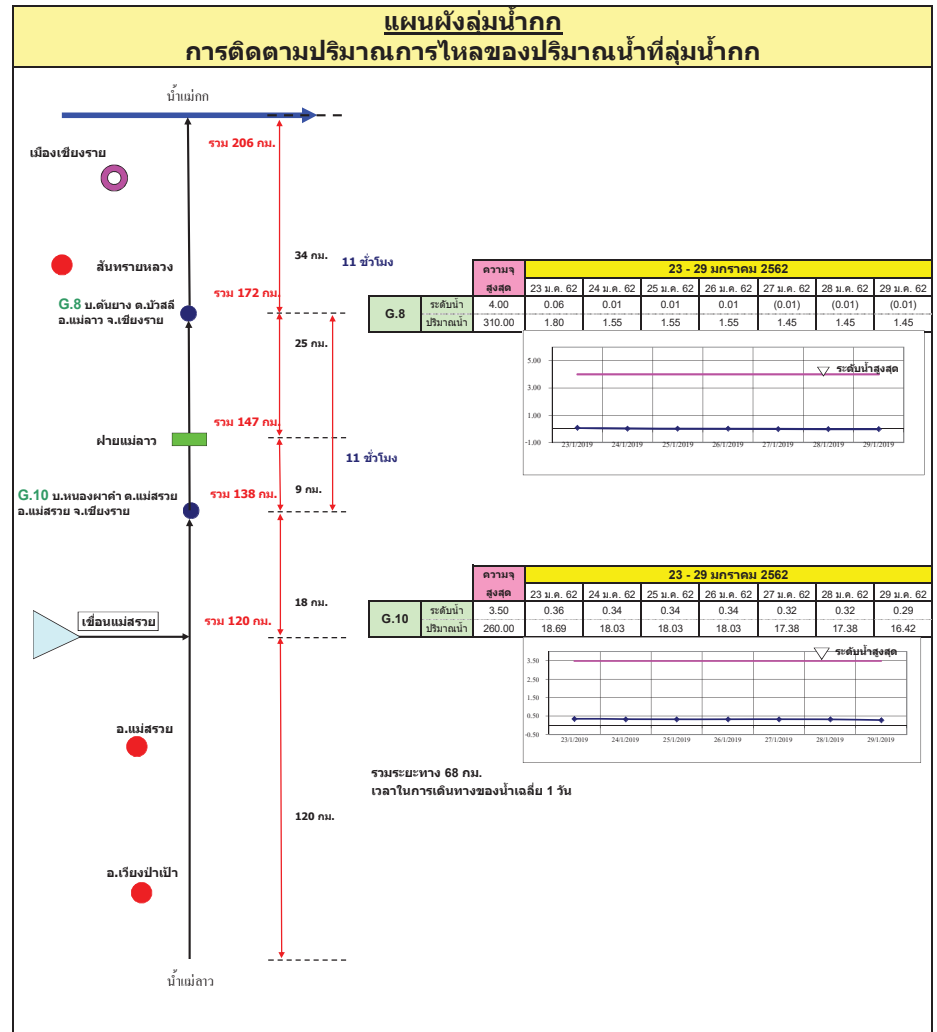 แผนผังลุ่มน้ำกก
การติดตามปริมาณการไหลของปริมาณน้ำที่ลุ่มน้ำกก
น้ำแม่กก
รวม 206 กม.
เมืองเชียงราย
34 กม.
11 ชั่วโมง
สันทรายหลวง
รวม 172 กม.
G.8 บ.ต้นยาง ต.บัวสลี
อ.แม่ลาว จ.เชียงราย
25 กม.
รวม 147 กม.
ฝายแม่ลาว
11 ชั่วโมง
9 กม.
G.10 บ.หนองผาคำ ต.แม่สรวย
อ.แม่สรวย จ.เชียงราย
รวม 138 กม.
18 กม.
เขื่อนแม่สรวย
รวม 120 กม.
อ.แม่สรวย
120 กม.
อ.เวียงป่าเป้า
น้ำแม่ลาว
ความจุ 23 - 29 มกราคม 2562
สูงสุด 23 ม.ค. 62 24 ม.ค. 62 25 ม.ค. 62 26 ม.ค. 62 27 ม.ค. 62 28 ม.ค. 62 29 ม.ค. 62
G.8
ระดับน้ำ 4.00 0.06 0.01 0.01 0.01 (0.01) (0.01) (0.01)
ปริมาณน้ำ 310.00 1.80 1.55 1.55 1.55 1.45 1.45 1.45
ระดับน้ำสูงสุด
5.00
3.00
1.00
-1.00
23/1/2019 24/1/2019 25/1/2019 26/1/2019 27/1/2019 28/1/2019 29/1/2019
ความจุ 23 - 29 มกราคม 2562
สูงสุด 23 ม.ค. 62 24 ม.ค. 62 25 ม.ค. 62 26 ม.ค. 62 27 ม.ค. 62 28 ม.ค. 62 29 ม.ค. 62
G.10
ระดับน้ำ 3.50 0.36 0.34 0.34 0.34 0.32 0.32 0.29
ปริมาณน้ำ 260.00 18.69 18.03 18.03 18.03 17.38 17.38 16.42
ระดับน้ำสูงสุด
3.50
2.50
1.50
0.50
-0.50
23/1/2019 24/1/2019 25/1/2019 26/1/2019 27/1/2019 28/1/2019 29/1/2019
รวมระยะทาง 68 กม.
เวลาในการเดินทางของน้ำเฉลี่ย 1 วัน